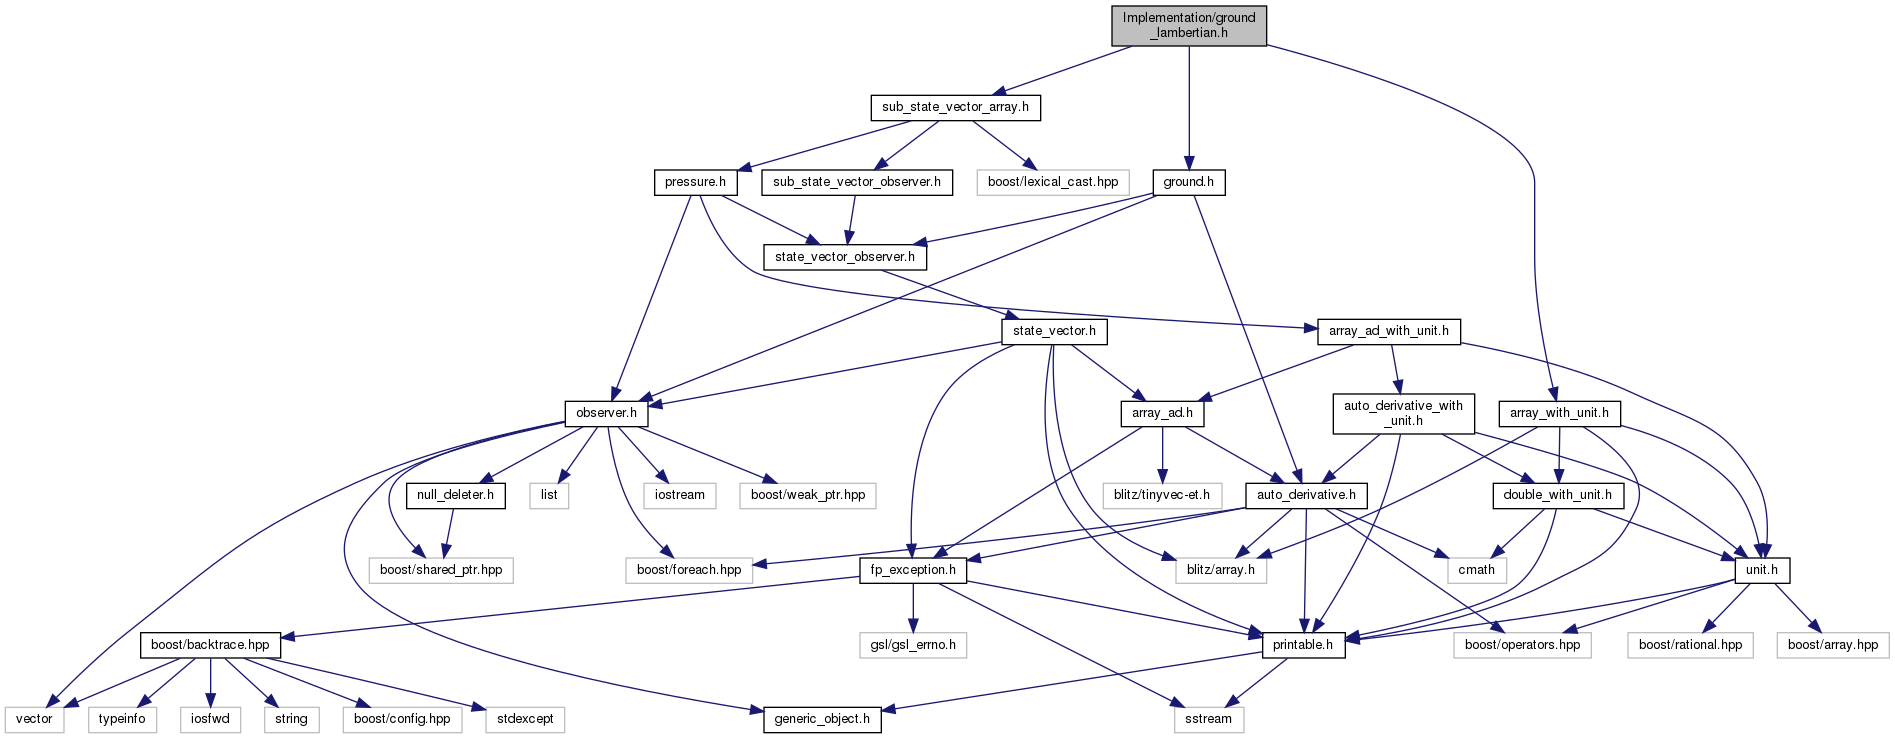 Implementation/ground
_lambertian.h
sub_state_vector_array.h
pressure.h
sub_state_vector_observer.h
boost/lexical_cast.hpp
ground.h
state_vector_observer.h
state_vector.h
array_ad_with_unit.h
observer.h
array_ad.h
auto_derivative_with
_unit.h
array_with_unit.h
null_deleter.h
list
iostream
boost/weak_ptr.hpp
blitz/tinyvec-et.h
auto_derivative.h
double_with_unit.h
boost/shared_ptr.hpp
boost/foreach.hpp
fp_exception.h
blitz/array.h
cmath
unit.h
boost/backtrace.hpp
gsl/gsl_errno.h
printable.h
boost/operators.hpp
boost/rational.hpp
boost/array.hpp
vector
typeinfo
iosfwd
string
boost/config.hpp
stdexcept
generic_object.h
sstream